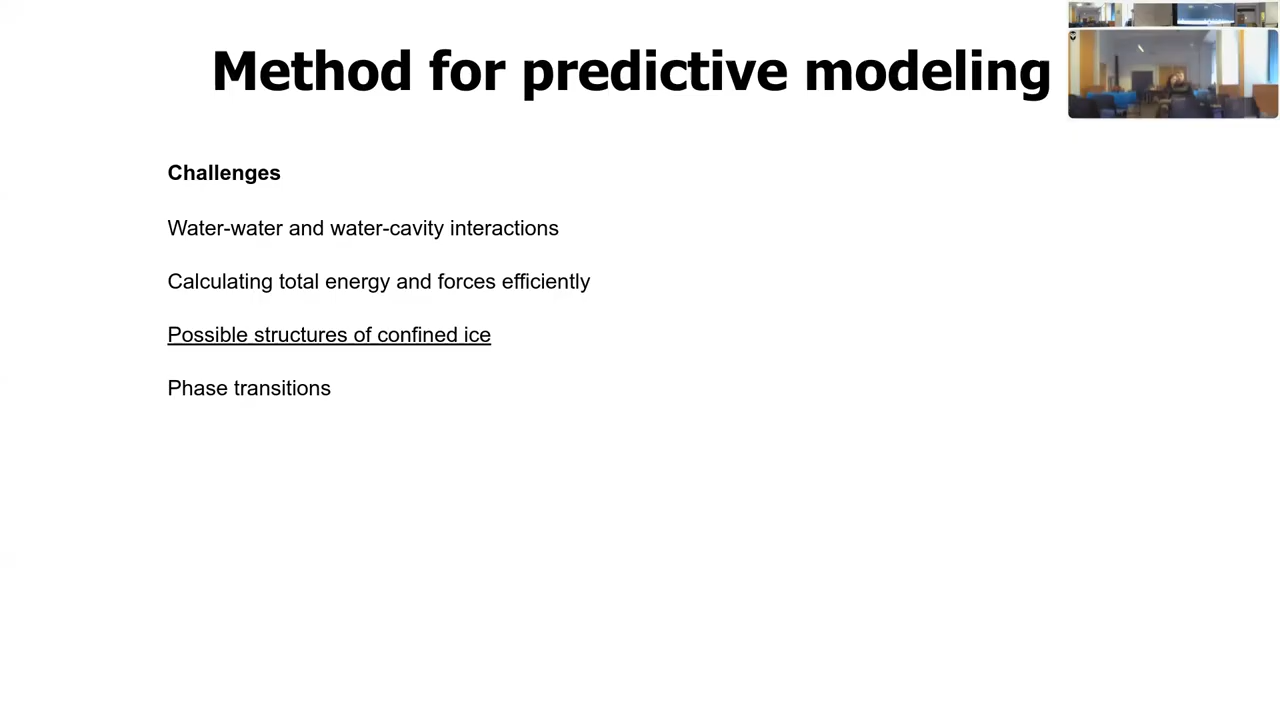 Method for predictive modeling
Challenges
Water-water and water-cavity interactions
Calculating total energy and forces efficiently
Possible structures of confined ice
Phase transitions